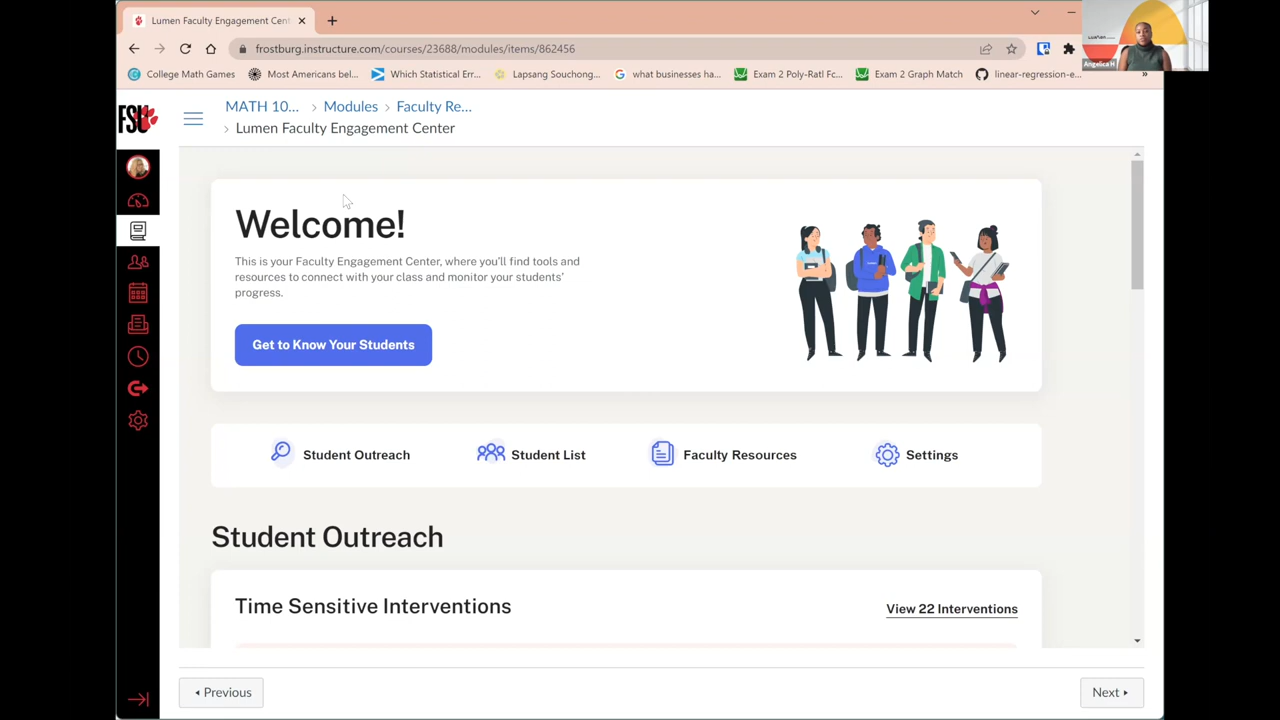 Lumen Faculty Engagement Cent
frostburg.instructure.com/courses/23688/modules/items/862456
College Math Games
Most Americans bel...
Which Statistical Err...
Lapsang Souchong...
what businesses ha...
Exam 2 Poly-Ratl Fc...
Exam 2 Graph Match
linear-regression-e...
Angelica H
FSU
MATH 10... > Modules > Faculty Re...
> Lumen Faculty Engagement Center
Welcome!
This is your Faculty Engagement Center, where you'll find tools and
resources to connect with your class and monitor your students'
progress.
Get to Know Your Students
Student Outreach
Student List
Faculty Resources
Settings
Student Outreach
Time Sensitive Interventions
View 22 Interventions
Previous
Next